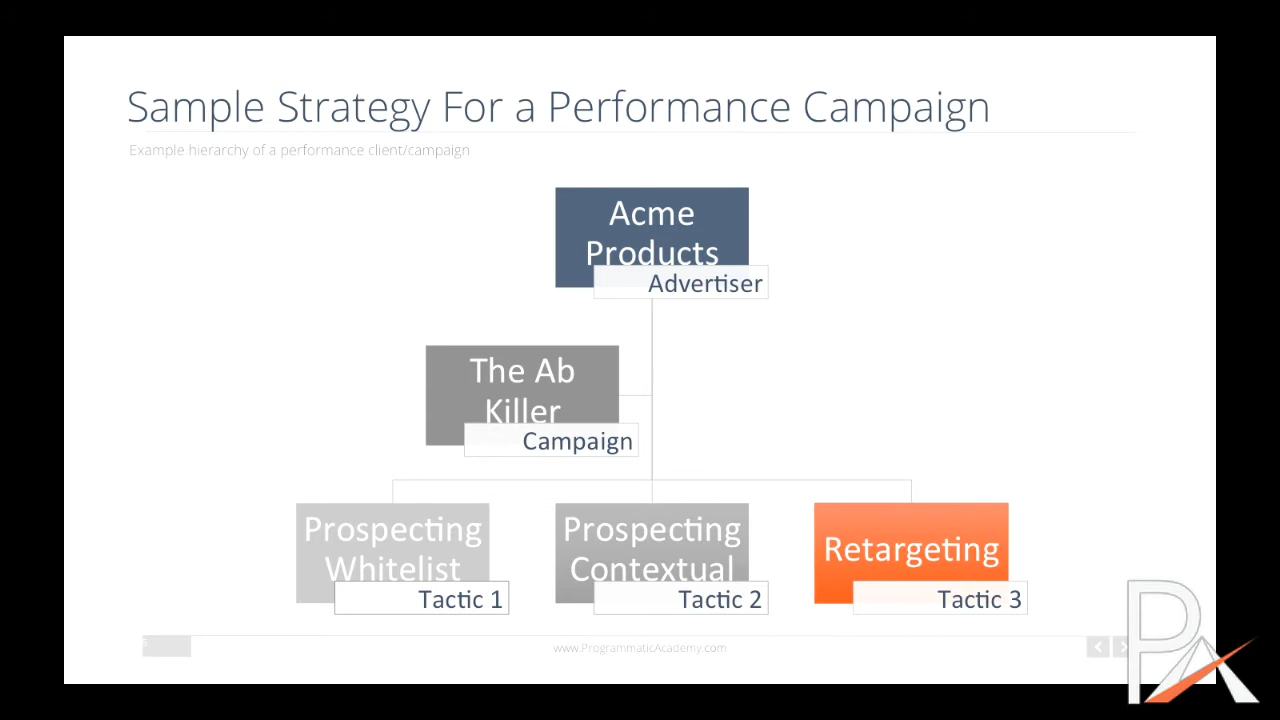 Sample Strategy For a Performance Campaign
Example hierarchy of a performance client/campaign
Acme
Products
Advertiser
The Ab
Killer
Campaign
Prospecting
Whitelist
Tactic 1
Prospecting
Contextual
Tactic 2
Retargeting
Tactic 3
www.ProgrammaticAcademy.com
PA